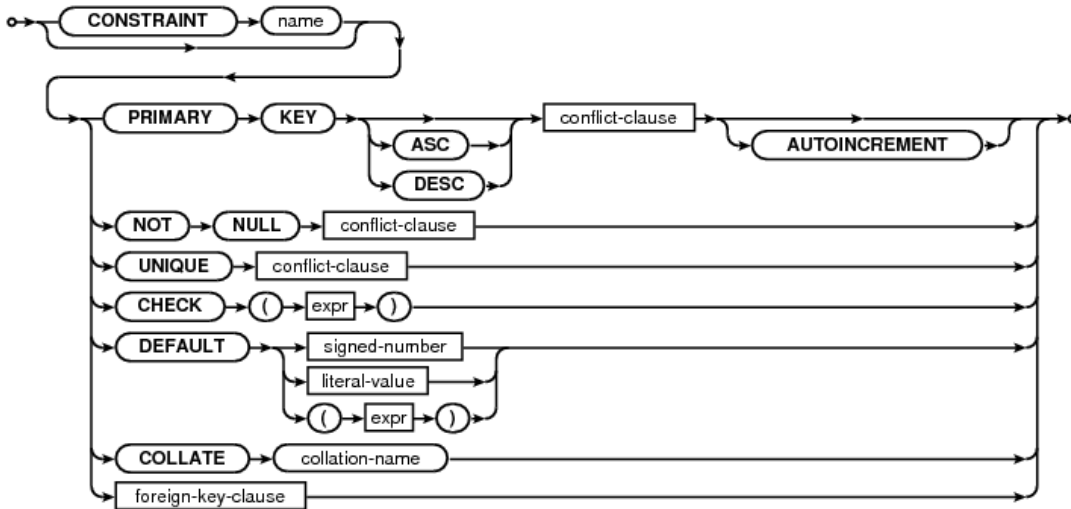 CONSTRAINT name
PRIMARY KEY conflict-clause
ASC AUTOINCREMENT
DESC
NOT NULL conflict-clause
UNIQUE conflict-clause
CHECK ( expr )
DEFAULT signed-number
literal-value
( expr )
COLLATE collation-name
foreign-key-clause